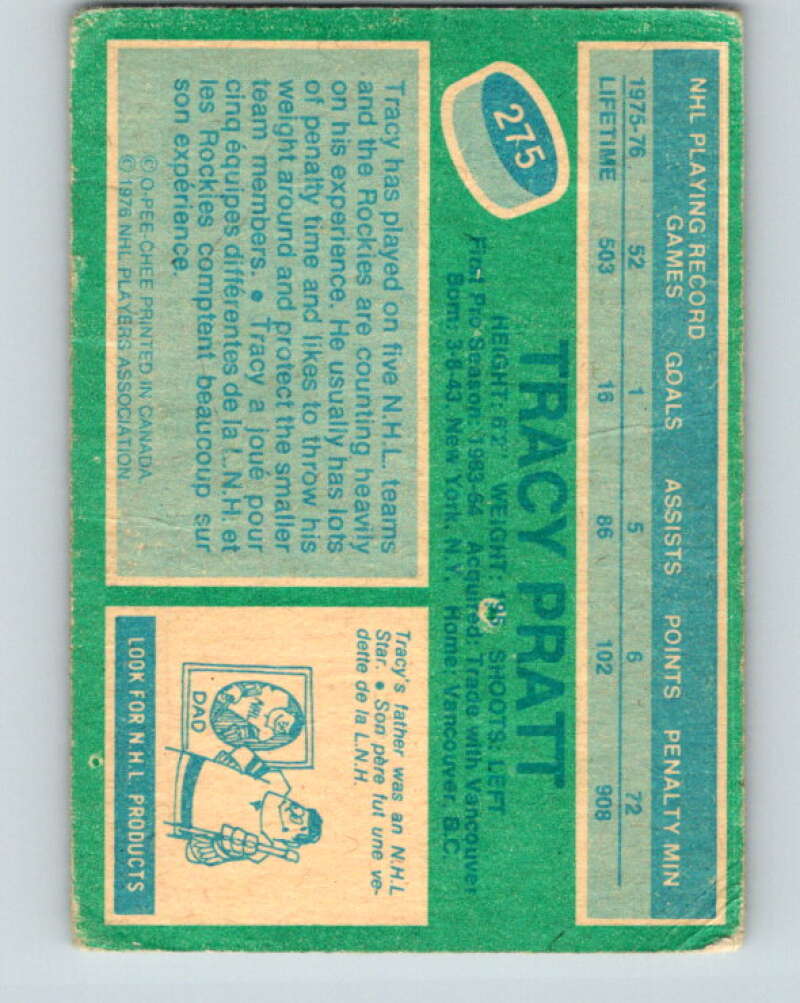 NHL PLAYING RECORD
GAMES GOALS ASSISTS POINTS PENALTY MIN
1975-76 52 1 5 6 72
LIFETIME 503 16 86 102 908
275
TRACY PRATT
HEIGHT: 6'2" WEIGHT: 195 SHOOTS: LEFT
First Pro Season: 1963-64 Acquired: Trade with Vancouver
Born: 3-8-43 New York, N.Y. Home: Vancouver, B.C.
Tracy has played on five N.H.L. teams
and the Rockies are counting heavily
on his experience. He usually has lots
of penalty time and likes to throw his
weight around and protect the smaller
team members. • Tracy a joué pour
cinq équipes différentes de la L.N.H. et
les Rockies comptent beaucoup sur
son expérience.
© O-PEE-CHEE PRINTED IN CANADA
© 1976 NHL PLAYERS ASSOCIATION
Tracy's father was an N.H.L
Star. • Son père fut une ve-
dette de la L.N.H.
DAD
LOOK FOR N.H.L. PRODUCTS